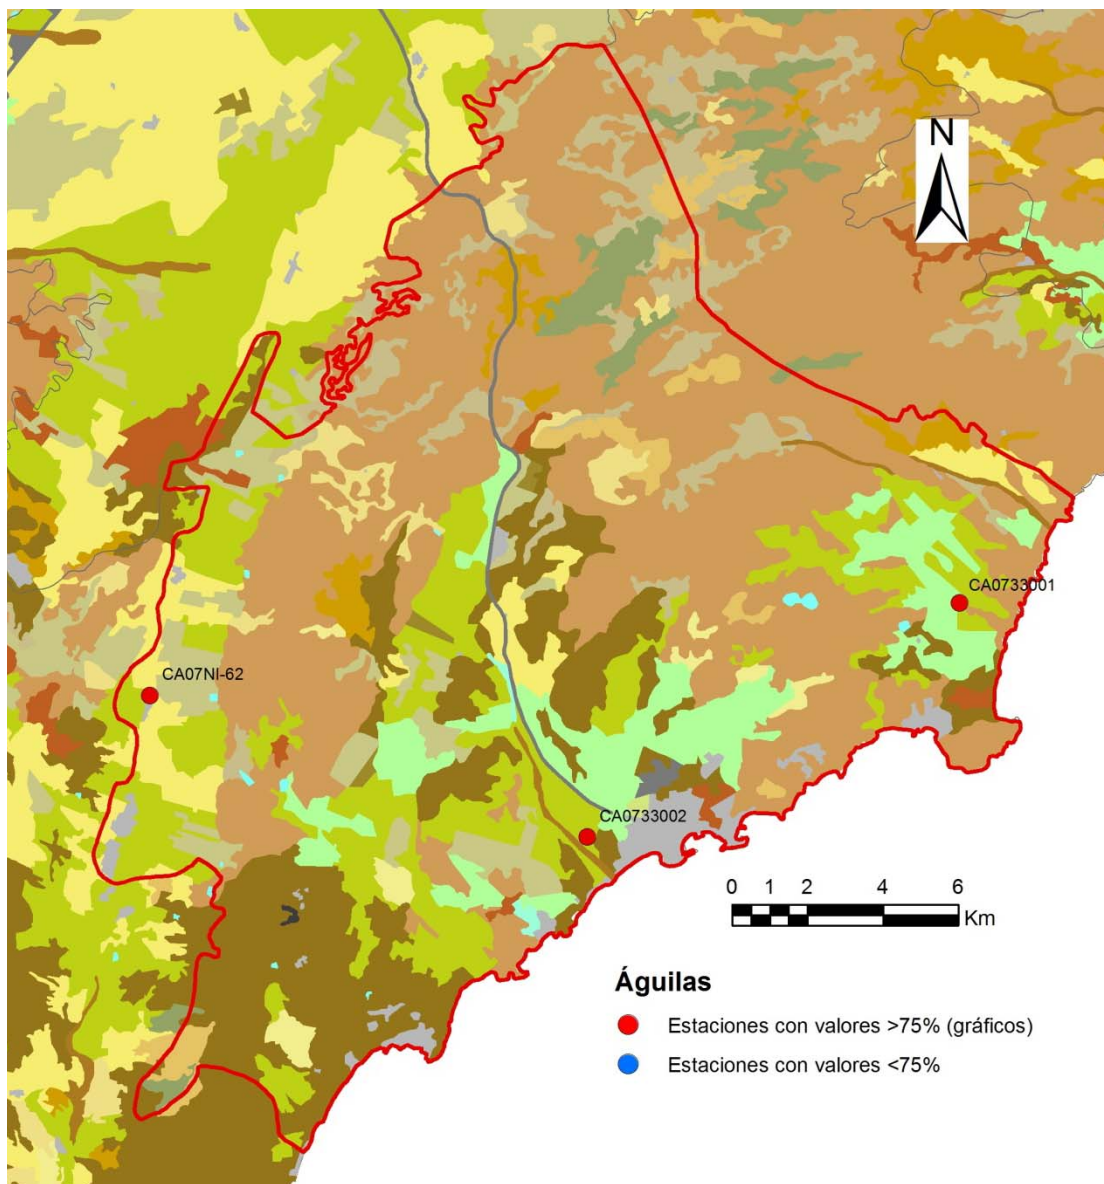 N
CA0733001
CA07NI-62
CA0733002
0 1 2 4 6
Km
Águilas
Estaciones con valores >75% (gráficos)
Estaciones con valores <75%